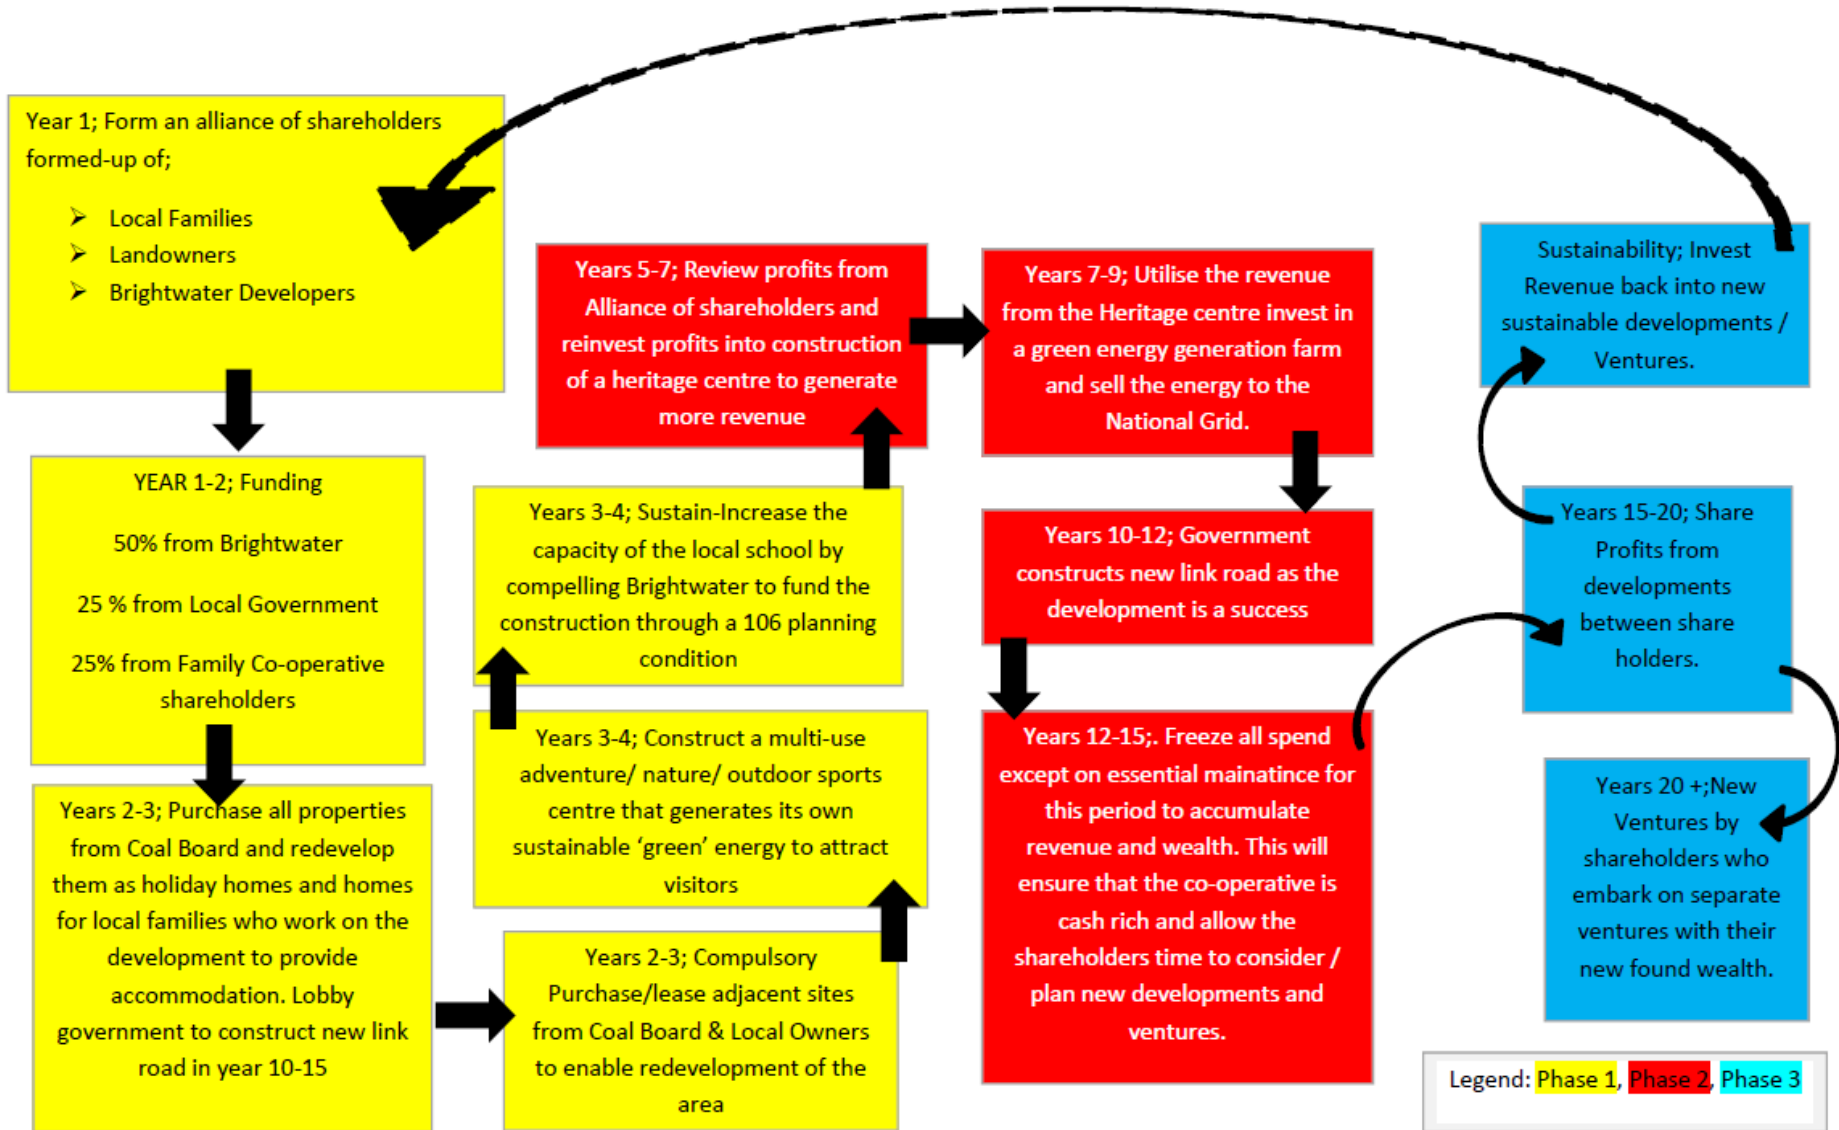 Year 1; Form an alliance of shareholders
formed-up of;
➢ Local Families
➢ Landowners
➢ Brightwater Developers
YEAR 1-2; Funding
50% from Brightwater
25 % from Local Government
25% from Family Co-operative
shareholders
Years 2-3; Purchase all properties
from Coal Board and redevelop
them as holiday homes and homes
for local families who work on the
development to provide
accommodation. Lobby
government to construct new link
road in year 10-15
Years 2-3; Compulsory
Purchase/lease adjacent sites
from Coal Board & Local Owners
to enable redevelopment of the
area
Years 3-4; Construct a multi-use
adventure/ nature/ outdoor sports
centre that generates its own
sustainable ‘green’ energy to attract
visitors
Years 3-4; Sustain-Increase the
capacity of the local school by
compelling Brightwater to fund the
construction through a 106 planning
condition
Years 5-7; Review profits from
Alliance of shareholders and
reinvest profits into construction
of a heritage centre to generate
more revenue
Years 7-9; Utilise the revenue
from the Heritage centre invest in
a green energy generation farm
and sell the energy to the
National Grid.
Years 10-12; Government
constructs new link road as the
development is a success
Years 12-15;. Freeze all spend
except on essential mainatince for
this period to accumulate
revenue and wealth. This will
ensure that the co-operative is
cash rich and allow the
shareholders time to consider /
plan new developments and
ventures.
Years 15-20; Share
Profits from
developments
between share
holders.
Sustainability; Invest
Revenue back into new
sustainable developments /
Ventures.
Years 20 +;New
Ventures by
shareholders who
embark on separate
ventures with their
new found wealth.
Legend: Phase 1, Phase 2, Phase 3